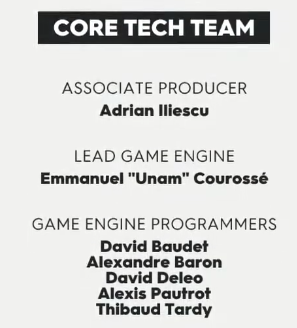 CORE TECH TEAM
ASSOCIATE PRODUCER
Adrian Iliescu
LEAD GAME ENGINE
Emmanuel "Unam" Courossé
GAME ENGINE PROGRAMMERS
David Baudet
Alexandre Baron
David Deleo
Alexis Pautrot
Thibaud Tardy